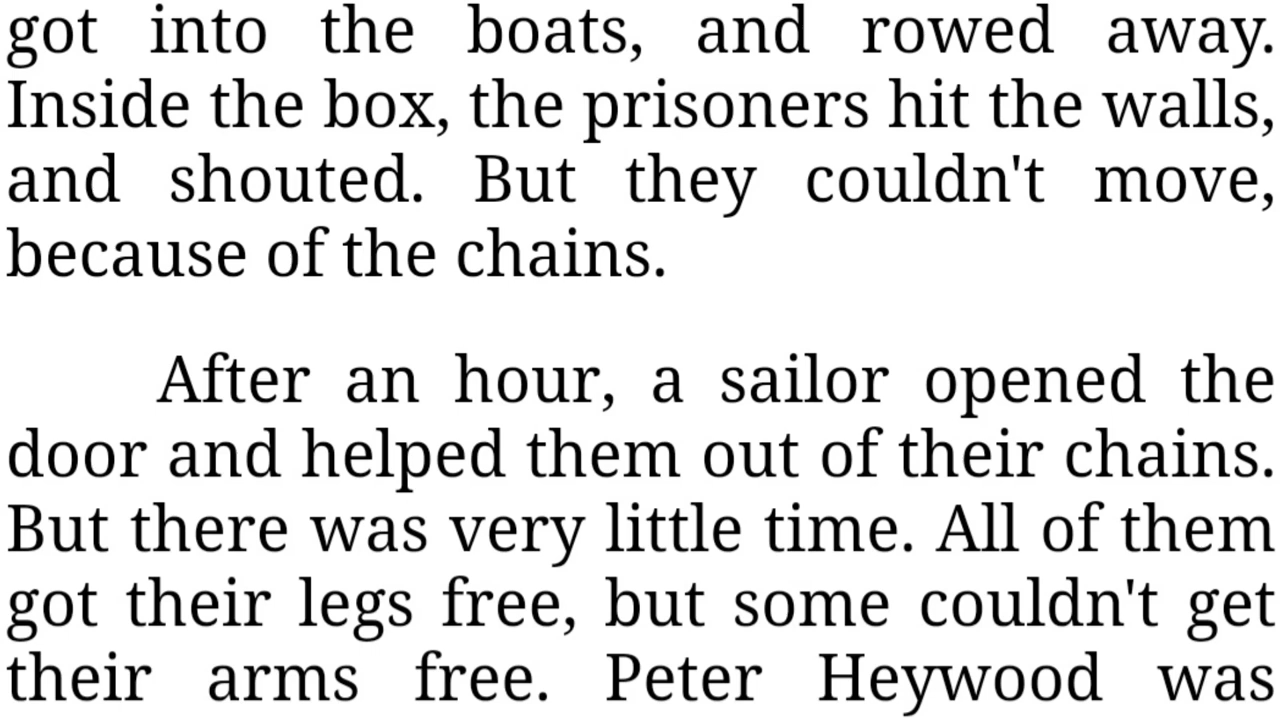 got into the boats, and rowed away.
Inside the box, the prisoners hit the walls,
and shouted. But they couldn't move,
because of the chains.
After an hour, a sailor opened the
door and helped them out of their chains.
But there was very little time. All of them
got their legs free, but some couldn't get
their arms free. Peter Heywood was